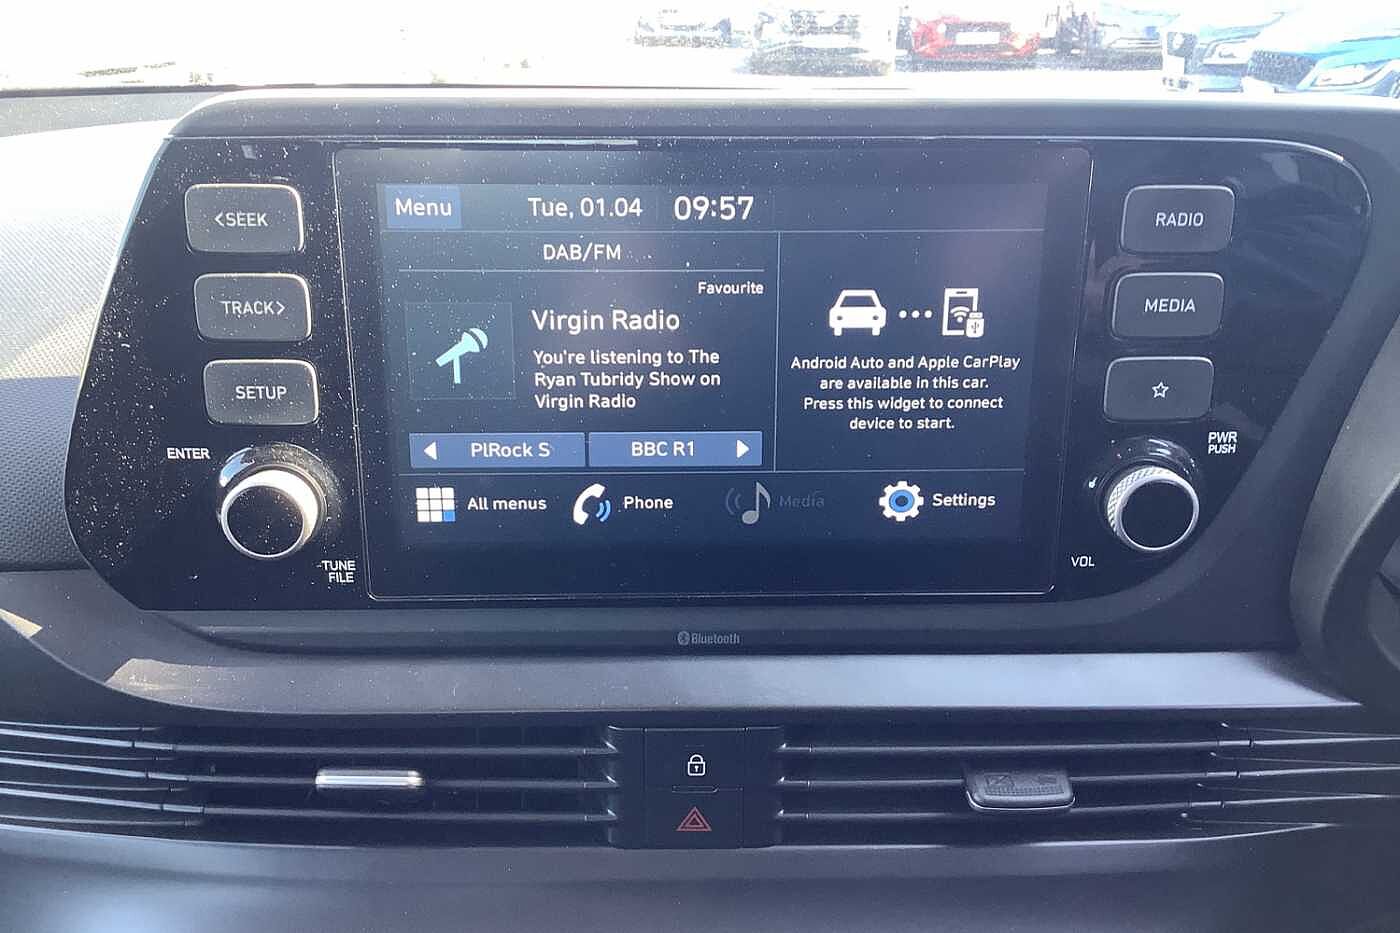 <SEEK
TRACK>
SETUP
ENTER
TUNE
FILE
Menu
Tue, 01.04
09:57
DAB/FM
Favourite
Virgin Radio
You're listening to The
Ryan Tubridy Show on
Virgin Radio
PlRock S
BBC R1
Android Auto and Apple CarPlay
are available in this car.
Press this widget to connect
device to start.
All menus
Phone
Media
Settings
RADIO
MEDIA
PWR
PUSH
VOL
Bluetooth